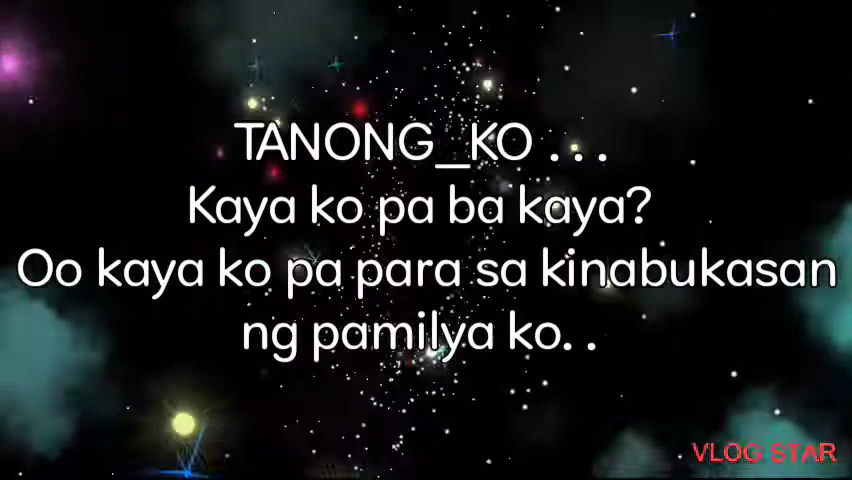 TANONG_KO . . .
Kaya ko pa ba kaya?
Oo kaya ko pa para sa kinabukasan
ng pamilya ko. .
VLOG STAR